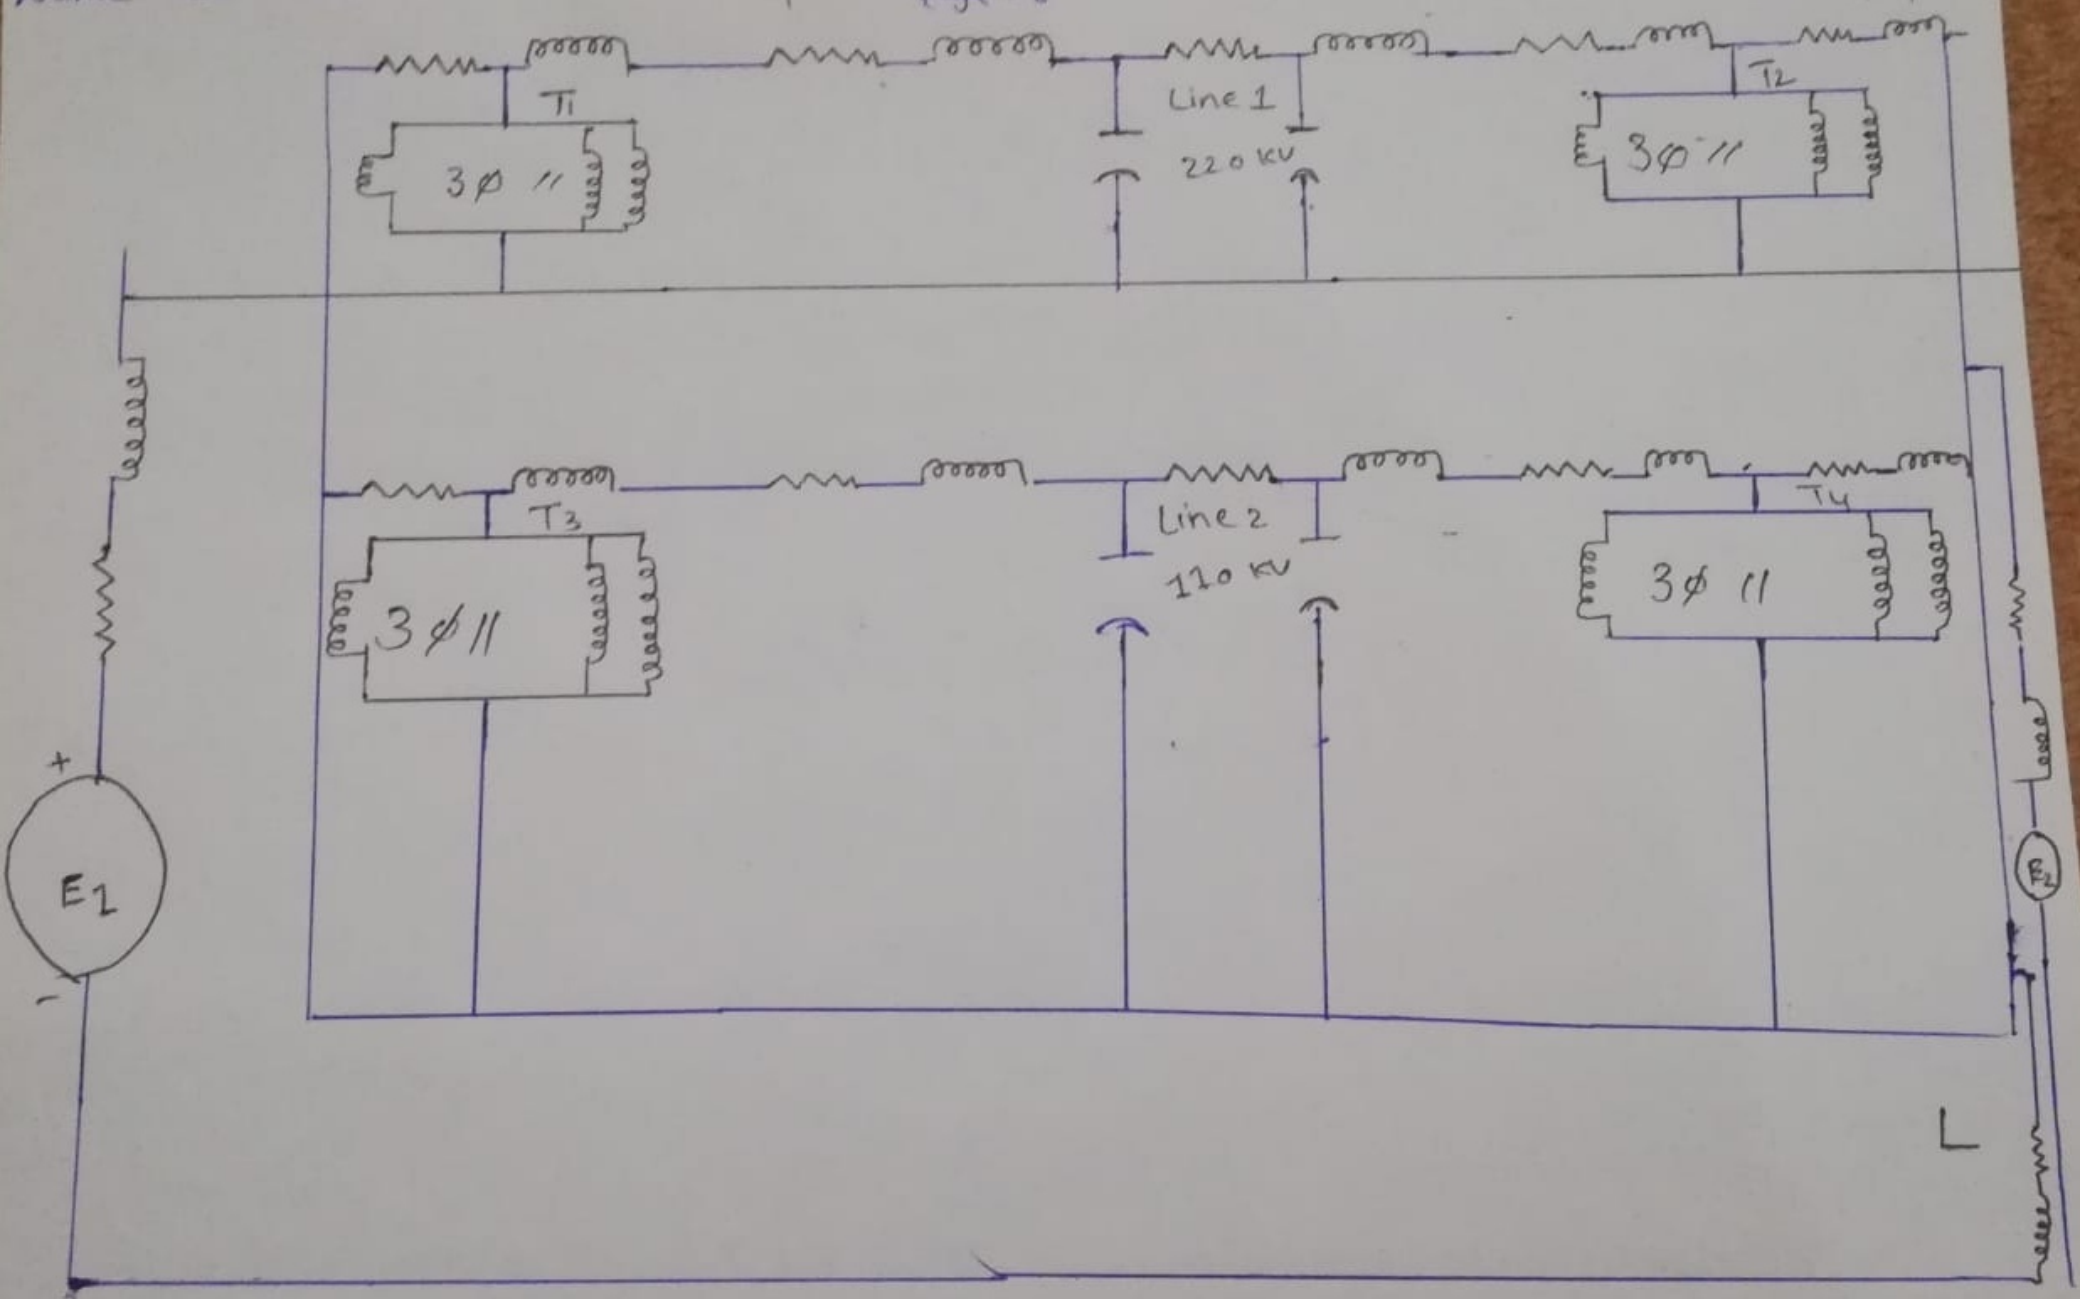 T1
Line 1
220 KV
T2
3φ //
3φ //
T3
Line 2
110 KV
T4
3φ //
3φ //
+
E1
-
E2
L